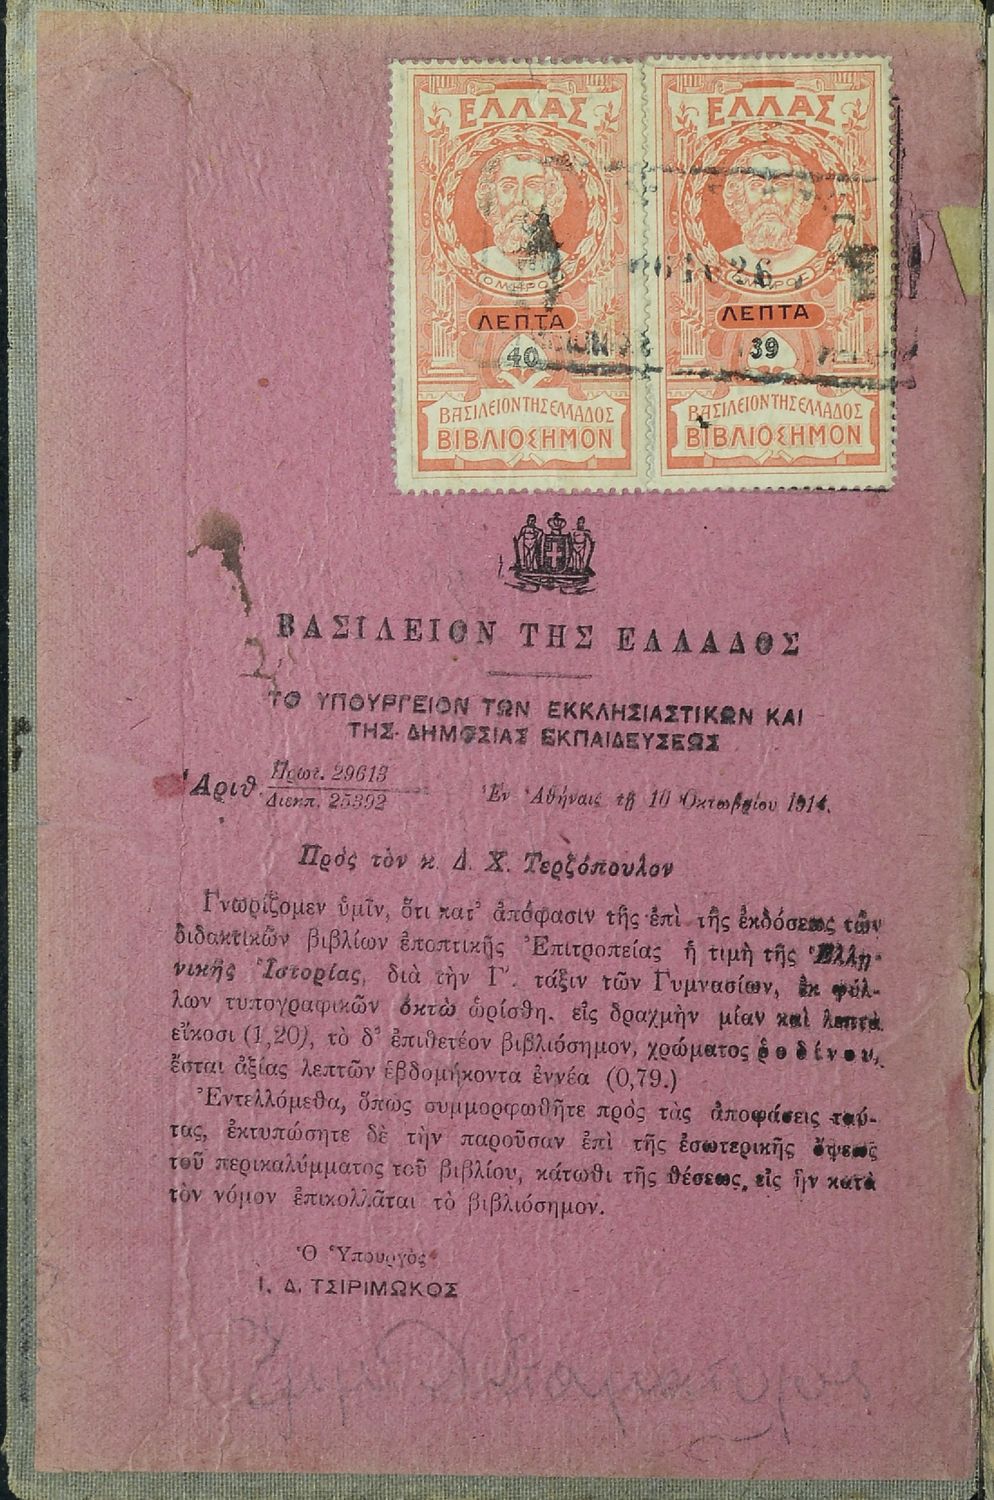 ΕΛΛΑΣ ΕΛΛΑΣ
ΟΜΗΡΟΣ ΟΜΗΡΟΣ
ΛΕΠΤΑ ΛΕΠΤΑ
40 39
ΒΑΣΙΛΕΙΟΝ ΤΗΣ ΕΛΛΑΔΟΣ ΒΑΣΙΛΕΙΟΝ ΤΗΣ ΕΛΛΑΔΟΣ
ΒΙΒΛΙΟΣΗΜΟΝ ΒΙΒΛΙΟΣΗΜΟΝ
ΒΑΣΙΛΕΙΟΝ ΤΗΣ ΕΛΛΑΔΟΣ
ΤΟ ΥΠΟΥΡΓΕΙΟΝ ΤΩΝ ΕΚΚΛΗΣΙΑΣΤΙΚΩΝ ΚΑΙ
ΤΗΣ ΔΗΜΟΣΙΑΣ ΕΚΠΑΙΔΕΥΣΕΩΣ
Ἀριθ. Πρωτ. 29613
Διεκπ. 25392
Ἐν Ἀθήναις τῇ 10 Ὀκτωβρίου 1914.
Πρὸς τὸν κ. Δ. Χ. Τερζόπουλον
Γνωρίζομεν ὑμῖν, ὅτι κατ' ἀπόφασιν τῆς ἐπὶ τῆς ἐκδόσεως τῶν
διδακτικῶν βιβλίων ἐποπτικῆς Ἐπιτροπείας ἡ τιμὴ τῆς Ἑλλη-
νικῆς Ἱστορίας, διὰ τὴν Γ΄. τάξιν τῶν Γυμνασίων, ἐκ φύλ-
λων τυπογραφικῶν ὀκτὼ ὡρίσθη. εἰς δραχμὴν μίαν καὶ λεπτὰ
εἴκοσι (1,20), τὸ δ' ἐπιθετέον βιβλιόσημον, χρώματος ῥοδίνου,
ἔσται ἀξίας λεπτῶν ἑβδομήκοντα ἐννέα (0,79.)
Ἐντελλόμεθα, ὅπως συμμορφωθῆτε πρὸς τὰς ἀποφάσεις ταύ-
τας, ἐκτυπώσητε δὲ τὴν παροῦσαν ἐπὶ τῆς ἐσωτερικῆς ὄψεως
τοῦ περικαλύμματος τοῦ βιβλίου, κάτωθι τῆς θέσεως, εἰς ἣν κατὰ
τὸν νόμον ἐπικολλᾶται τὸ βιβλιόσημον.
Ὁ Ὑπουργὸς
Ι. Δ. ΤΣΙΡΙΜΩΚΟΣ